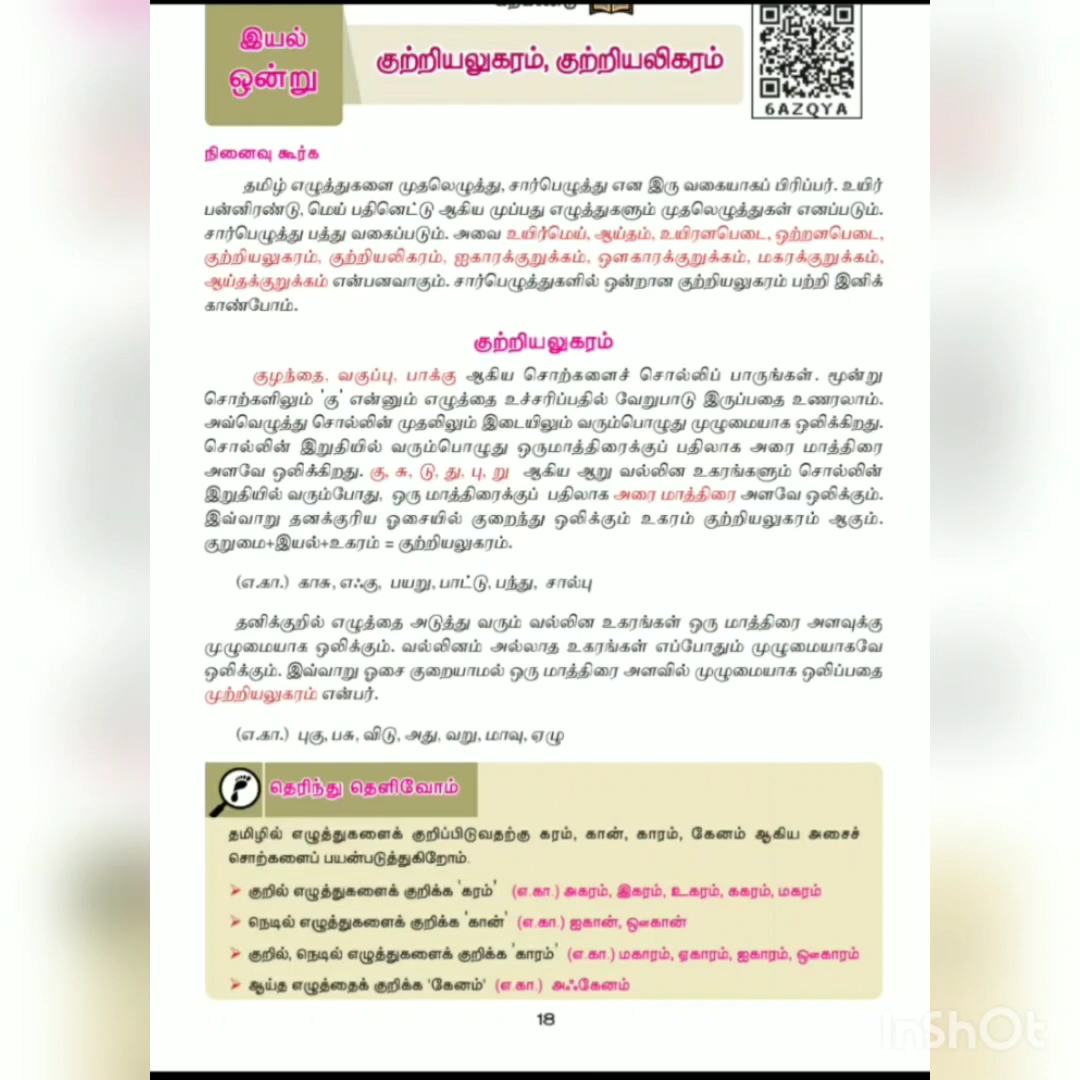 இயல்
ஒன்று
குற்றியலுகரம், குற்றியலிகரம்
6AZQYA
நினைவு கூர்க
தமிழ் எழுத்துகளை முதலெழுத்து, சார்பெழுத்து என இரு வகையாகப் பிரிப்பர். உயிர்
பன்னிரண்டு, மெய் பதினெட்டு ஆகிய முப்பது எழுத்துகளும் முதலெழுத்துகள் எனப்படும்.
சார்பெழுத்து பத்து வகைப்படும். அவை உயிர்மெய், ஆய்தம், உயிரளபெடை, ஒற்றளபெடை,
குற்றியலுகரம், குற்றியலிகரம், ஐகாரக்குறுக்கம், ஔகாரக்குறுக்கம், மகரக்குறுக்கம்,
ஆய்தக்குறுக்கம் என்பனவாகும். சார்பெழுத்துகளில் ஒன்றான குற்றியலுகரம் பற்றி இனிக்
காண்போம்.
குற்றியலுகரம்
குழந்தை, வகுப்பு, பாக்கு ஆகிய சொற்களைச் சொல்லிப் பாருங்கள். மூன்று
சொற்களிலும் 'கு' என்னும் எழுத்தை உச்சரிப்பதில் வேறுபாடு இருப்பதை உணரலாம்.
அவ்வெழுத்து சொல்லின் முதலிலும் இடையிலும் வரும்பொழுது முழுமையாக ஒலிக்கிறது.
சொல்லின் இறுதியில் வரும்பொழுது ஒருமாத்திரைக்குப் பதிலாக அரை மாத்திரை
அளவே ஒலிக்கிறது. கு, சு, டு, து, பு, று ஆகிய ஆறு வல்லின உகரங்களும் சொல்லின்
இறுதியில் வரும்போது, ஒரு மாத்திரைக்குப் பதிலாக அரை மாத்திரை அளவே ஒலிக்கும்.
இவ்வாறு தனக்குரிய ஓசையில் குறைந்து ஒலிக்கும் உகரம் குற்றியலுகரம் ஆகும்.
குறுமை+இயல்+உகரம் = குற்றியலுகரம்.
(எ.கா.) காசு, எஃகு, பயறு, பாட்டு, பந்து, சால்பு
தனிக்குறில் எழுத்தை அடுத்து வரும் வல்லின உகரங்கள் ஒரு மாத்திரை அளவுக்கு
முழுமையாக ஒலிக்கும். வல்லினம் அல்லாத உகரங்கள் எப்போதும் முழுமையாகவே
ஒலிக்கும். இவ்வாறு ஓசை குறையாமல் ஒரு மாத்திரை அளவில் முழுமையாக ஒலிப்பதை
முற்றியலுகரம் என்பர்.
(எ.கா.) புகு, பசு, விடு, அது, வறு, மாவு, ஏழு
தெரிந்து தெளிவோம்
தமிழில் எழுத்துகளைக் குறிப்பிடுவதற்கு கரம், கான், காரம், கேனம் ஆகிய அசைச்
சொற்களைப் பயன்படுத்துகிறோம்.
➤ குறில் எழுத்துகளைக் குறிக்க 'கரம்' (எ.கா.) அகரம், இகரம், உகரம், ககரம், மகரம்
➤ நெடில் எழுத்துகளைக் குறிக்க 'கான்' (எ.கா.) ஐகான், ஔகான்
➤ குறில், நெடில் எழுத்துகளைக் குறிக்க 'காரம்' (எ.கா.) மகாரம், ஏகாரம், ஐகாரம், ஔகாரம்
➤ ஆய்த எழுத்தைக் குறிக்க 'கேனம்' (எ.கா.) அஃகேனம்
18
InShOt